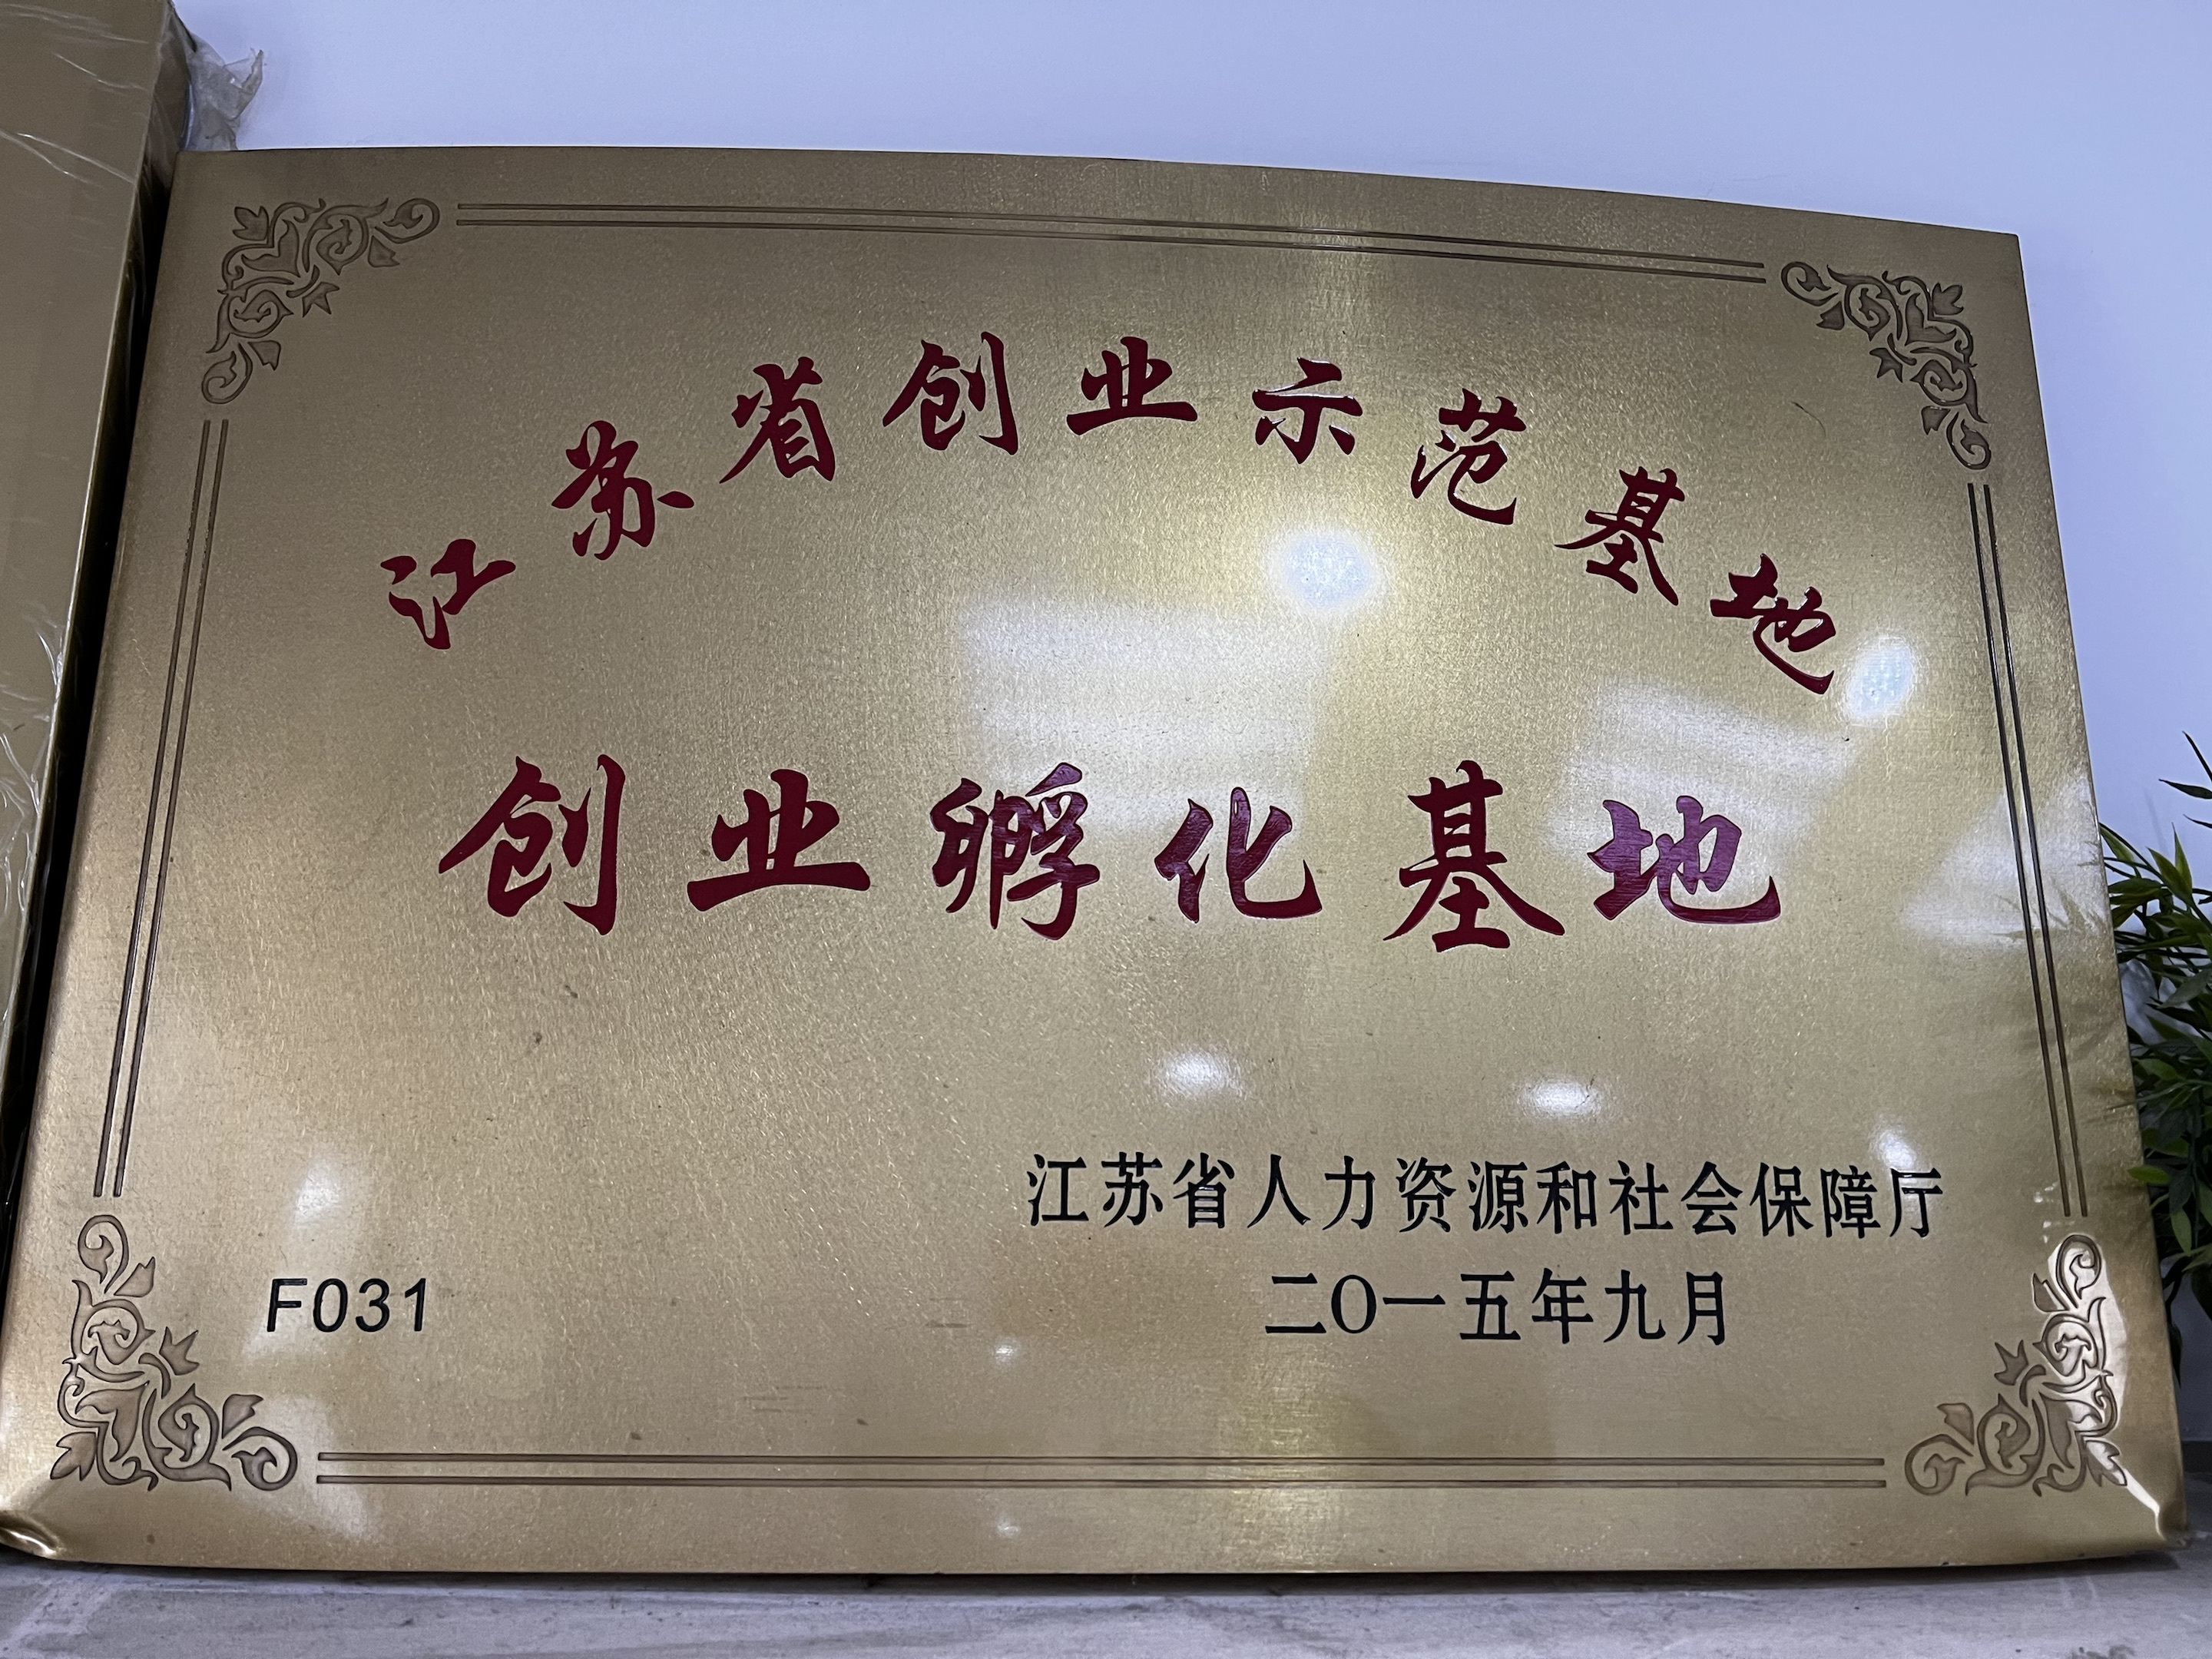 江苏省创业示范基地
创业孵化基地
江苏省人力资源和社会保障厅
F031
二〇一五年九月